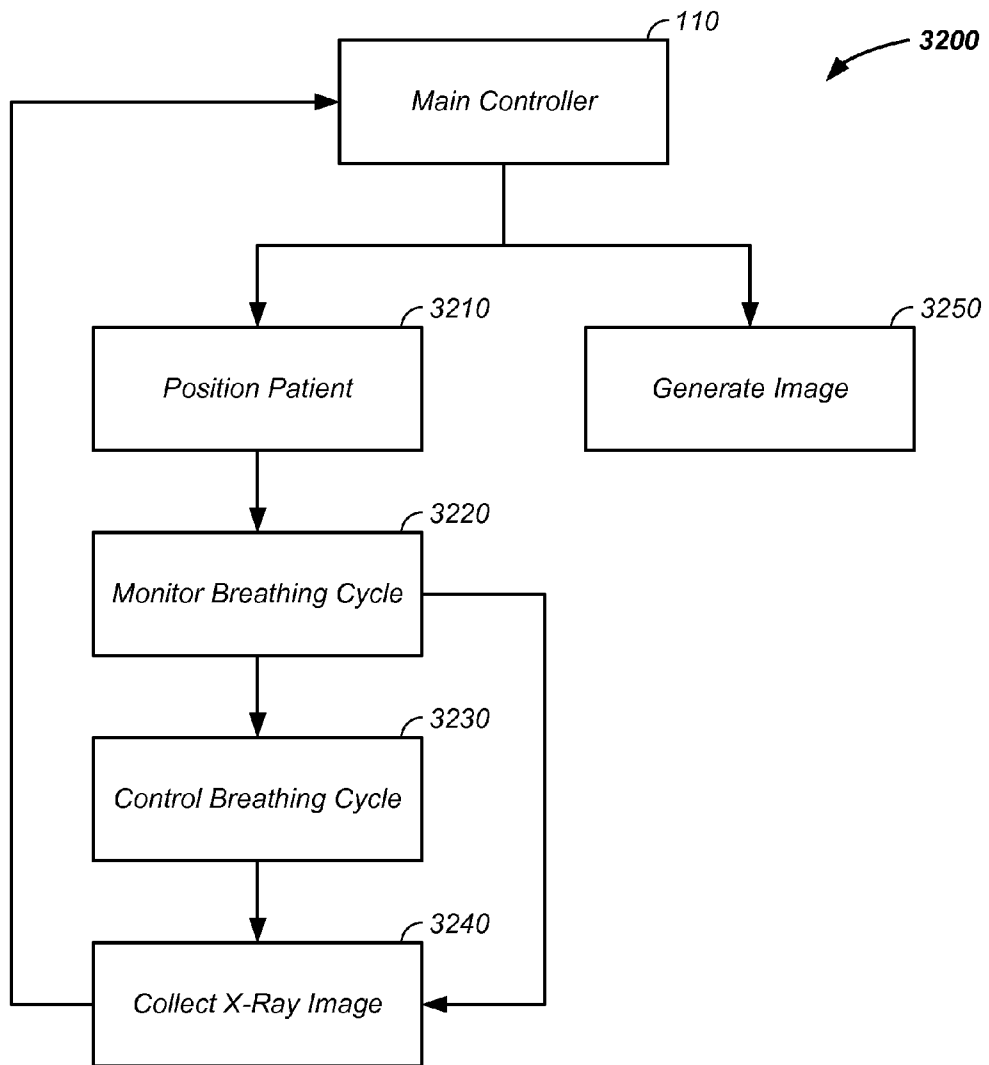 110
3200
Main Controller
3210
3250
Position Patient
Generate Image
3220
Monitor Breathing Cycle
3230
Control Breathing Cycle
3240
Collect X-Ray Image